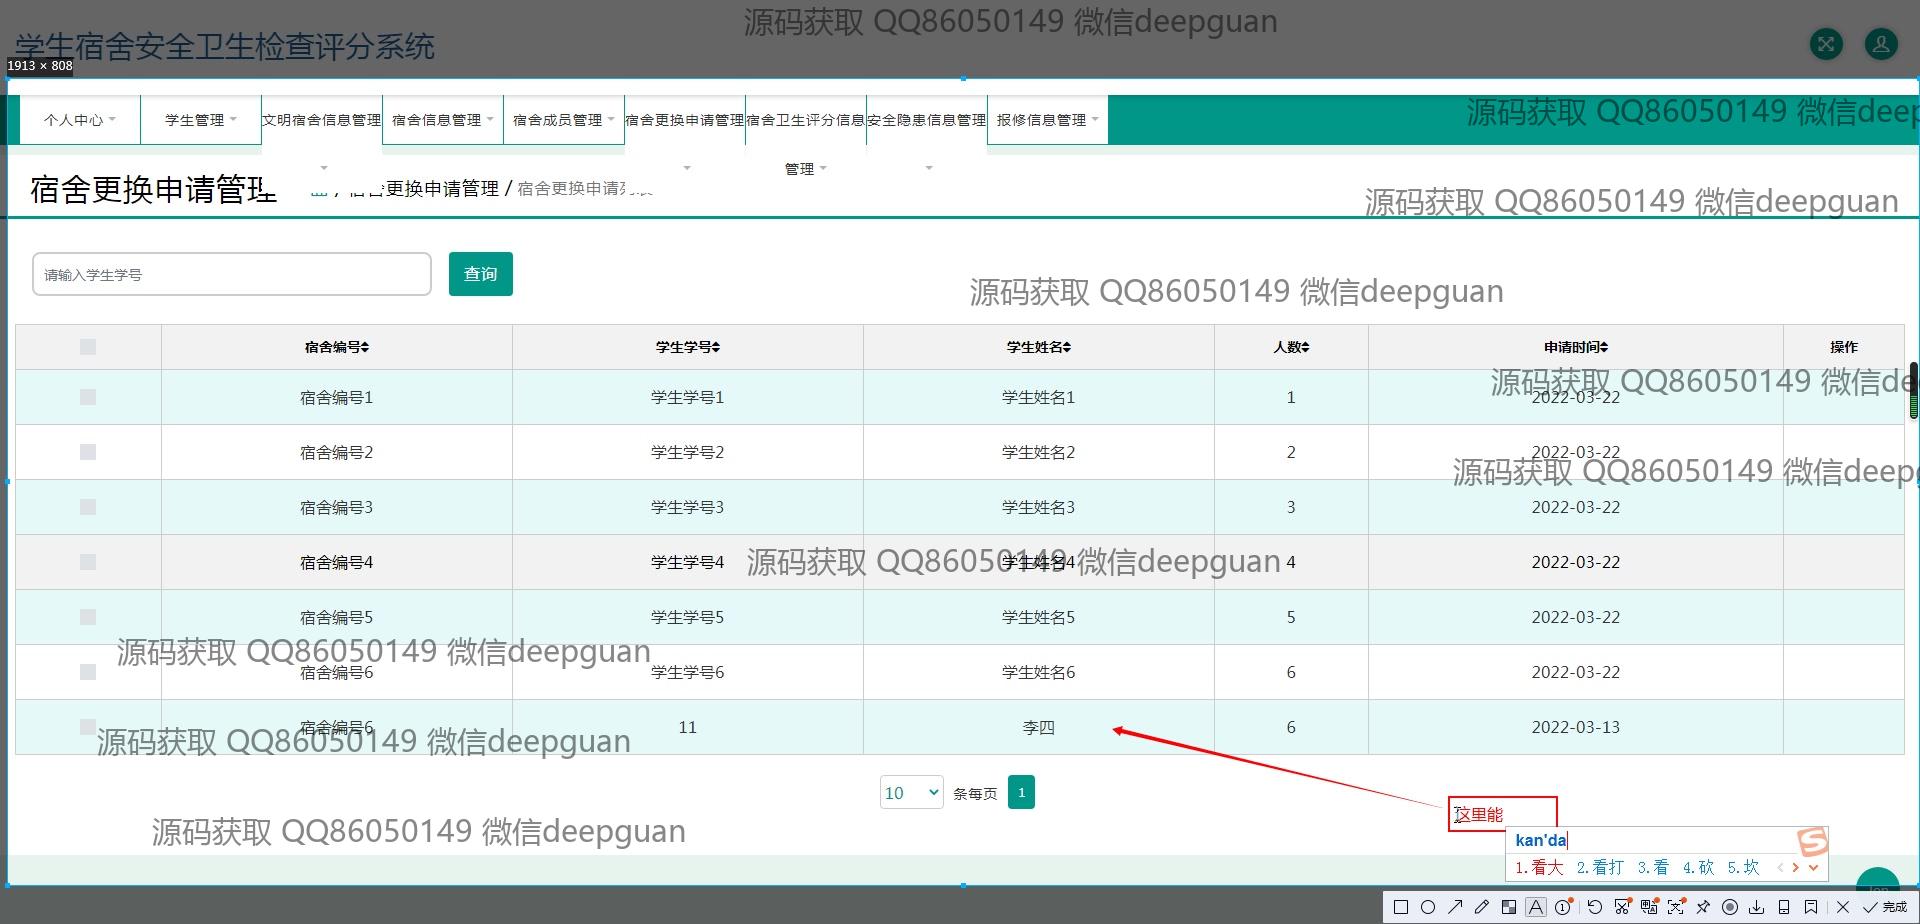 源码获取 QQ86050149 微信deepguan
学生宿舍安全卫生检查评分系统
1913 × 808
个人中心 学生管理 文明宿舍信息管理 宿舍信息管理 宿舍成员管理 宿舍更换申请管理 宿舍卫生评分信息管理 安全隐患信息管理 报修信息管理
源码获取 QQ86050149 微信deep
宿舍更换申请管理 / 宿舍更换申请管理 / 宿舍更换申请列表
源码获取 QQ86050149 微信deepguan
请输入学生学号 查询
源码获取 QQ86050149 微信deepguan
宿舍编号 学生学号 学生姓名 人数 申请时间 操作
源码获取 QQ86050149 微信de
宿舍编号1 学生学号1 学生姓名1 1 2022-03-22
宿舍编号2 学生学号2 学生姓名2 2 2022-03-22
源码获取 QQ86050149 微信deep
宿舍编号3 学生学号3 学生姓名3 3 2022-03-22
宿舍编号4 学生学号4 学生姓名4 4 2022-03-22
源码获取 QQ86050149 微信deepguan
宿舍编号5 学生学号5 学生姓名5 5 2022-03-22
源码获取 QQ86050149 微信deepguan
宿舍编号6 学生学号6 学生姓名6 6 2022-03-22
宿舍编号6 11 李四 6 2022-03-13
源码获取 QQ86050149 微信deepguan
10 条每页 1
这里能
源码获取 QQ86050149 微信deepguan
kan'da
1.看大 2.看打 3.看 4.砍 5.坎
完成